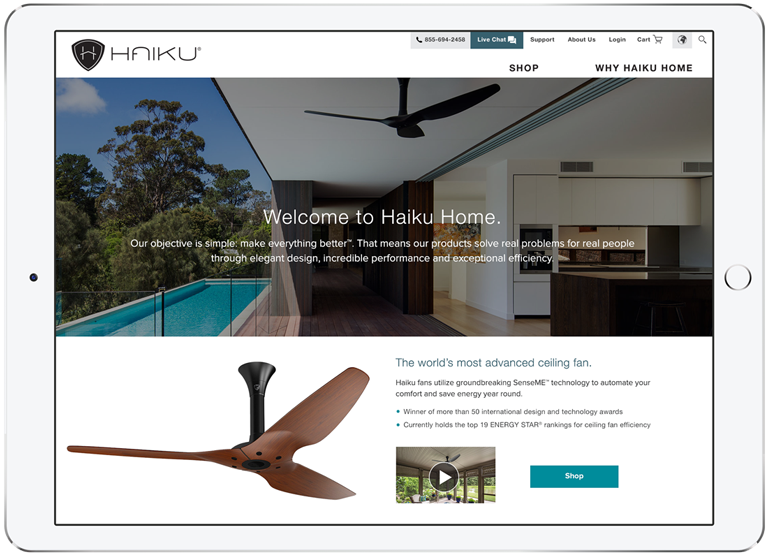 855-694-2458 Live Chat Support About Us Login Cart
HAIKU®
SHOP WHY HAIKU HOME
Welcome to Haiku Home.
Our objective is simple: make everything better™. That means our products solve real problems for real people
through elegant design, incredible performance and exceptional efficiency.
The world's most advanced ceiling fan.
Haiku fans utilize groundbreaking SenseME™ technology to automate your
comfort and save energy year round.
Winner of more than 50 international design and technology awards
Currently holds the top 19 ENERGY STAR® rankings for ceiling fan efficiency
Shop